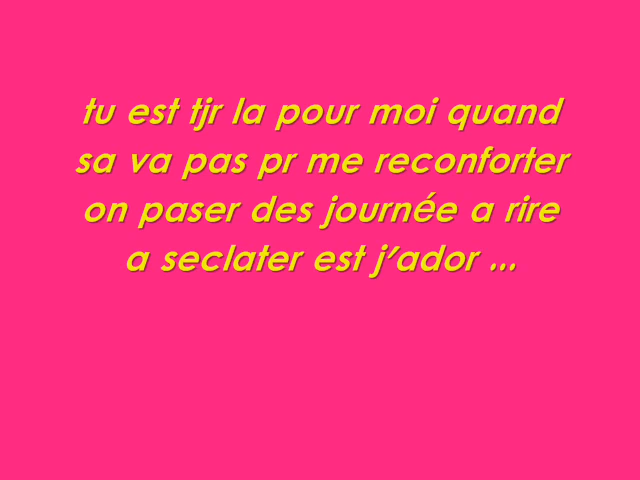 tu est tjr la pour moi quand
sa va pas pr me reconforter
on paser des journée a rire
a seclater est j'ador ...